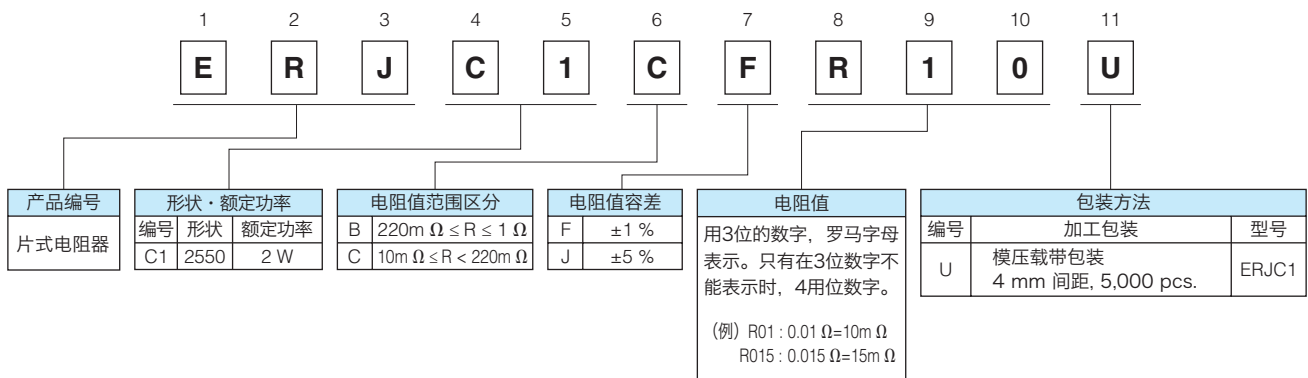 1 2 3 4 5 6 7 8 9 10 11
E R J C 1 C F R 1 0 U
产品编号
片式电阻器
形状・额定功率
编号 形状 额定功率
C1 2550 2 W
电阻值范围区分
B 220m Ω ≤ R ≤ 1 Ω
C 10m Ω ≤ R < 220m Ω
电阻值容差
F ±1 %
J ±5 %
电阻值
用3位的数字，罗马字母
表示。只有在3位数字不
能表示时，4用位数字。
(例) R01 : 0.01 Ω=10m Ω
R015 : 0.015 Ω=15m Ω
包装方法
编号 加工包装 型号
U 模压载带包装 ERJC1
4 mm 间距, 5,000 pcs.